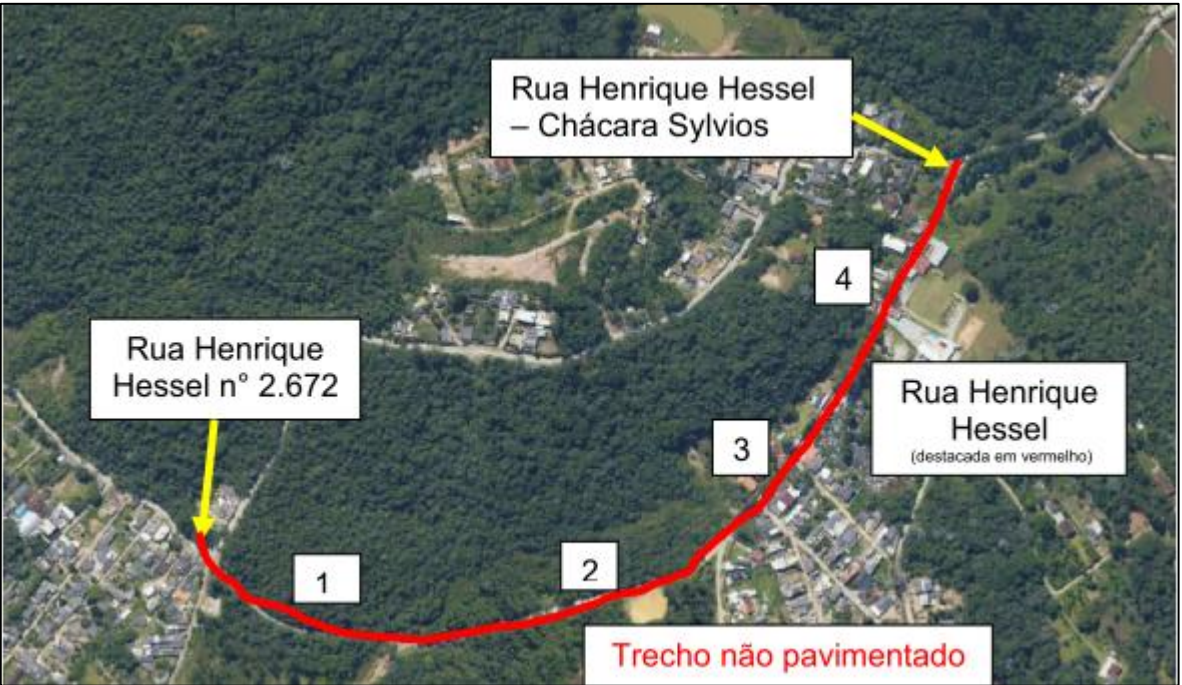 Rua Henrique Hessel
– Chácara Sylvios
4
Rua Henrique
Hessel n° 2.672
Rua Henrique
Hessel
(destacada em vermelho)
3
2
1
Trecho não pavimentado